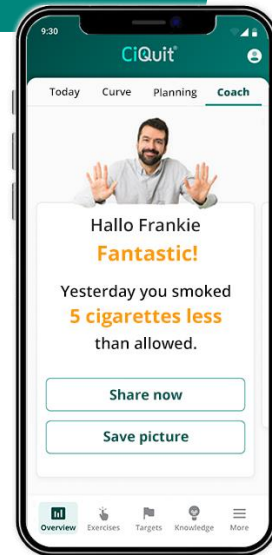 9:30
CiQuit®
Today Curve Planning Coach
Hallo Frankie
Fantastic!
Yesterday you smoked
5 cigarettes less
than allowed.
Share now
Save picture
Overview Exercises Targets Knowledge More